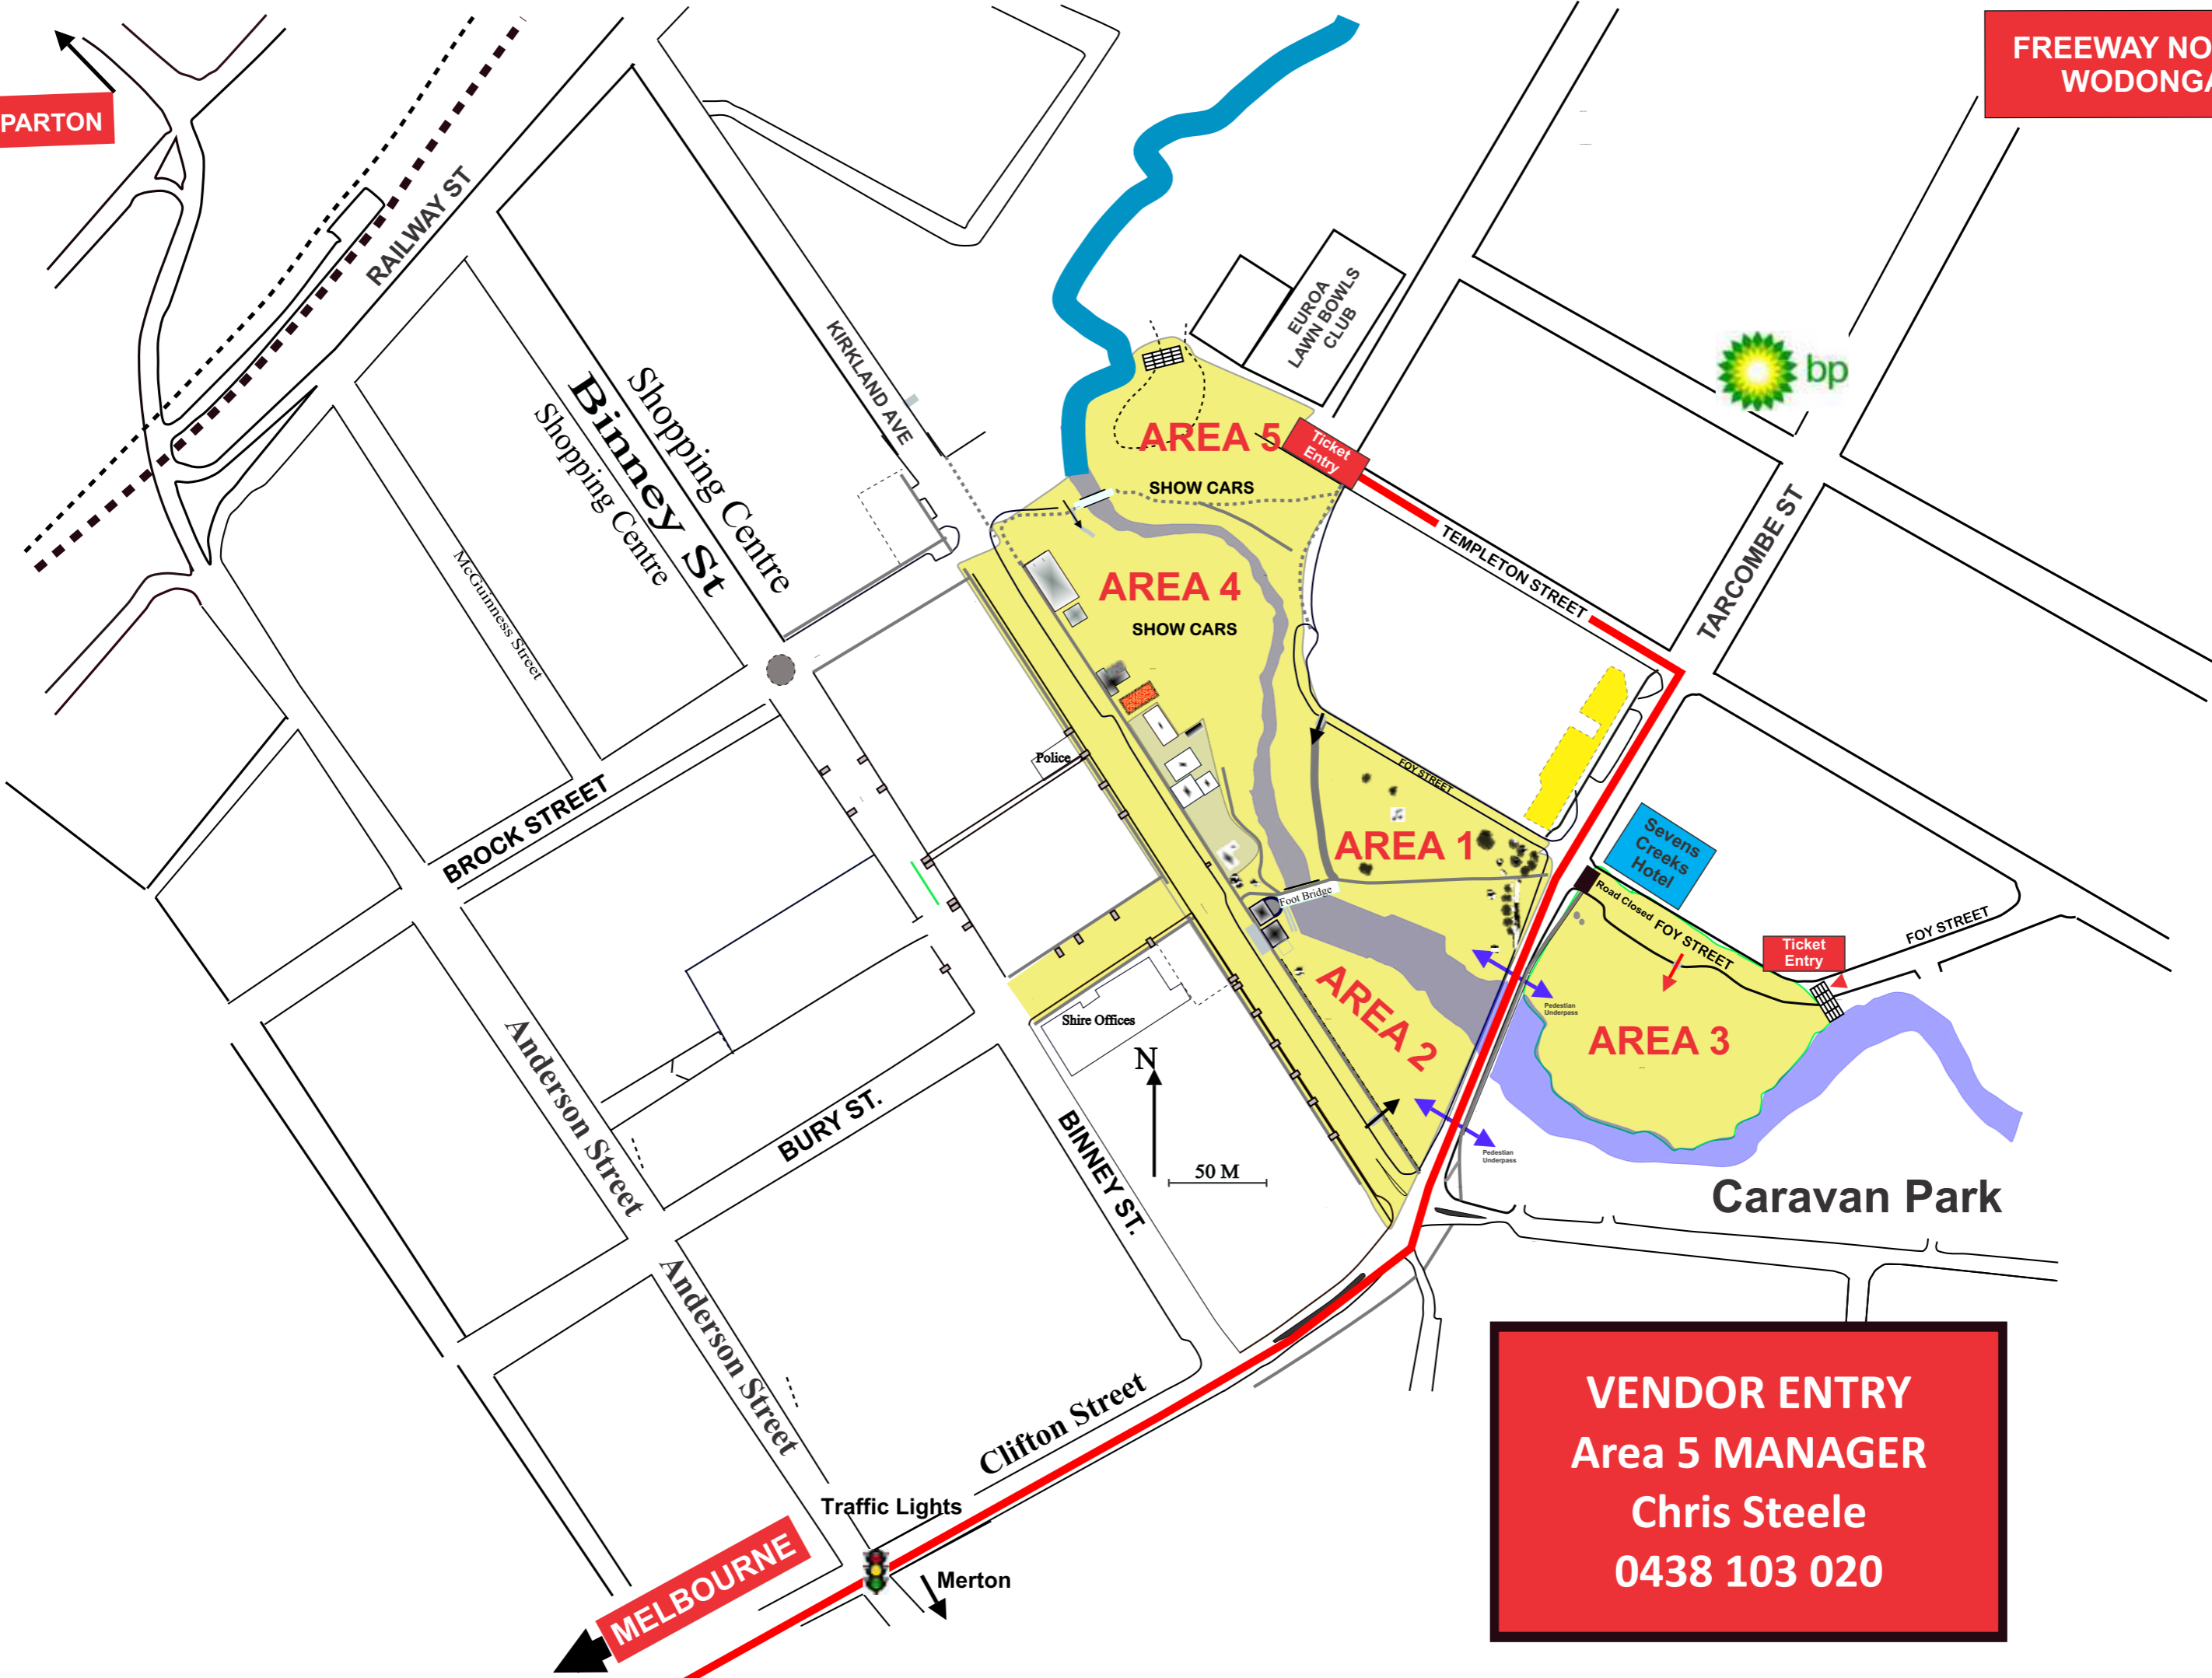 FREEWAY NO
WODONGA
PARTON
RAILWAY ST
KIRKLAND AVE
EUROA
LAWN BOWLS
CLUB
bp
Shopping Centre
Binney St
Shopping Centre
McGuinness Street
AREA 5
Ticket
Entry
SHOW CARS
TEMPLETON STREET
TARCOMBE ST
AREA 4
SHOW CARS
Police
FOY STREET
BROCK STREET
AREA 1
Sevens
Creeks
Hotel
Foot Bridge
Road Closed
FOY STREET
FOY STREET
Ticket
Entry
AREA 2
Pedestian
Underpass
AREA 3
Shire Offices
N
50 M
Anderson Street
BURY ST.
BINNEY ST.
Pedestian
Underpass
Caravan Park
Anderson Street
Clifton Street
Traffic Lights
MELBOURNE
Merton
VENDOR ENTRY
Area 5 MANAGER
Chris Steele
0438 103 020